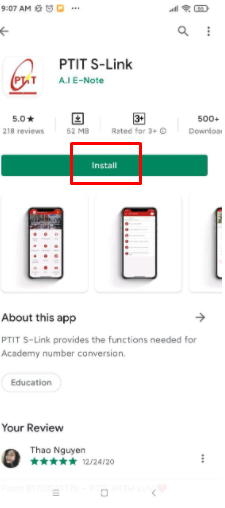 9:07 AM
PTIT
PTIT S-Link
A.I E-Note
5.0★ 3+ 500+
218 reviews 52 MB Rated for 3+ Downloa
Install
About this app
PTIT S-Link provides the functions needed for
Academy number conversion.
Education
Your Review
Thao Nguyen
★★★★★ 12/24/20